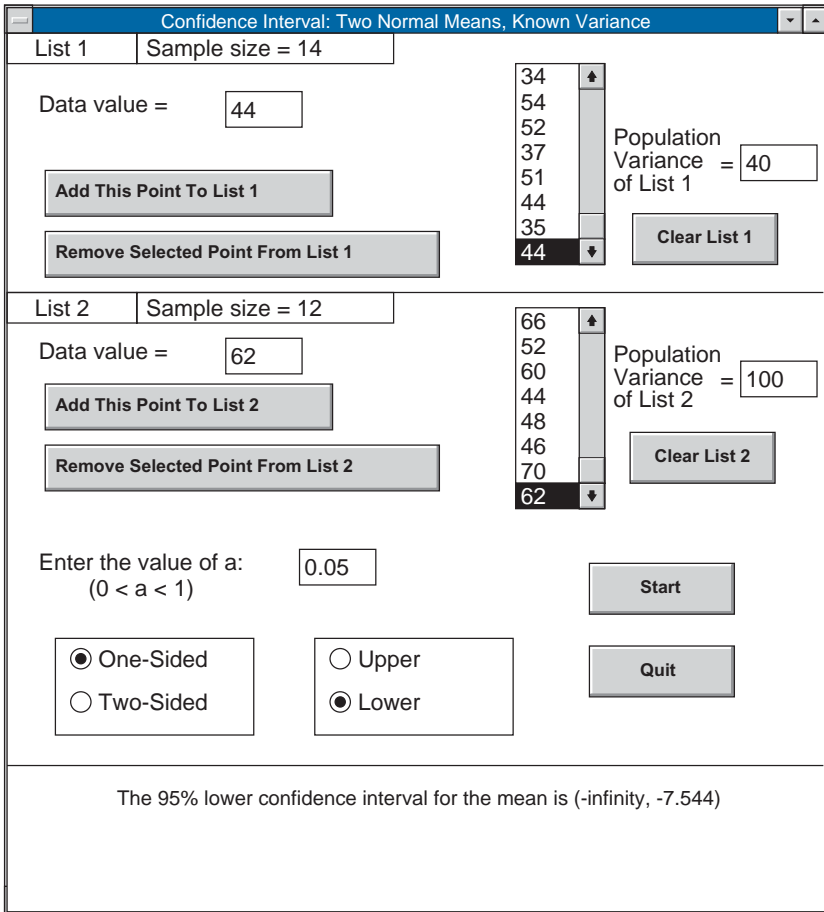 Confidence Interval: Two Normal Means, Known Variance
List 1 Sample size = 14
Data value = 44
Add This Point To List 1
Remove Selected Point From List 1
34
54
52
37
51
44
35
44
Population
Variance = 40
of List 1
Clear List 1
List 2 Sample size = 12
Data value = 62
Add This Point To List 2
Remove Selected Point From List 2
66
52
60
44
48
46
70
62
Population
Variance = 100
of List 2
Clear List 2
Enter the value of a: 0.05
(0 < a < 1)
Start
One-Sided
Two-Sided
Upper
Lower
Quit
The 95% lower confidence interval for the mean is (-infinity, -7.544)